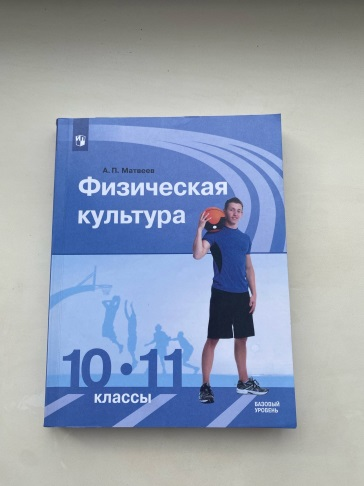 А. П. Матвеев
Физическая
культура
10•11
классы
БАЗОВЫЙ
УРОВЕНЬ